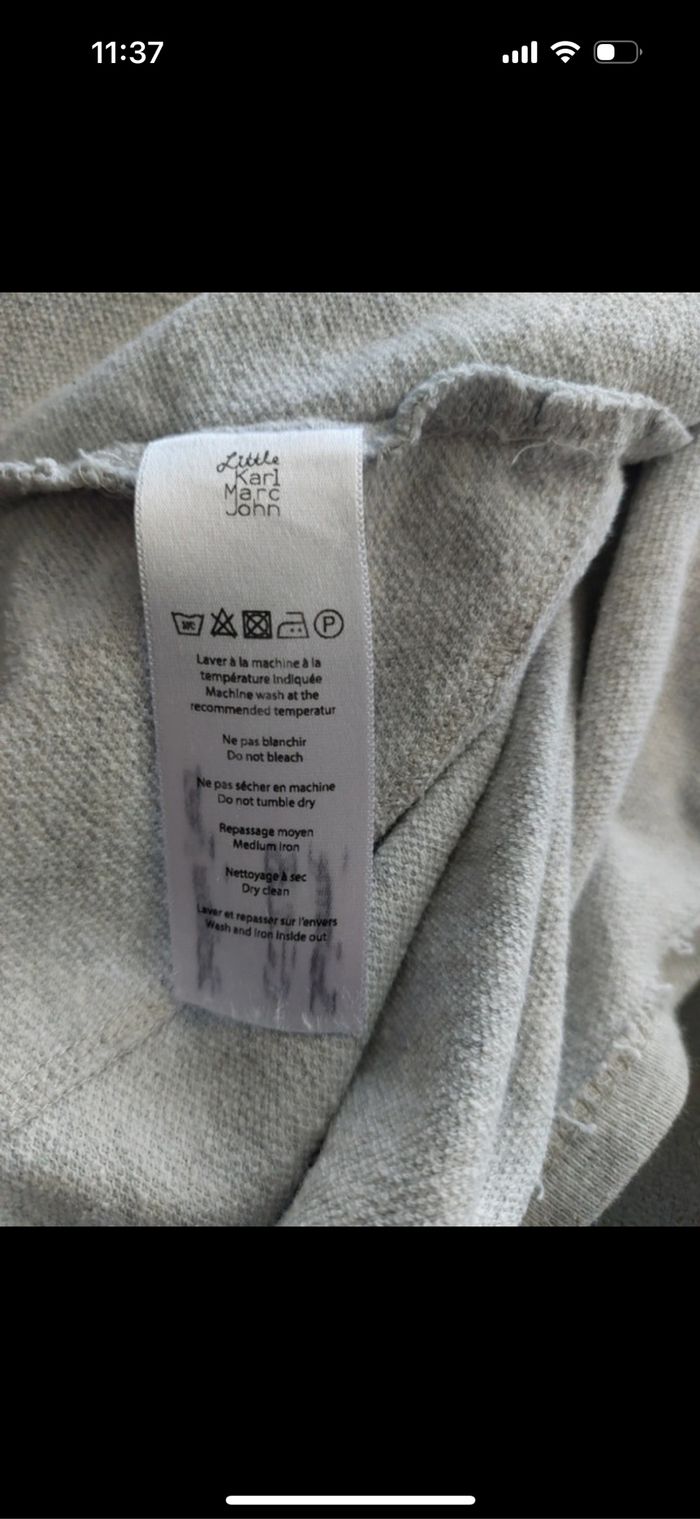 11:37
Little
Karl
Marc
John
P
Laver à la machine à la
température indiquée
Machine wash at the
recommended temperatur
Ne pas blanchir
Do not bleach
Ne pas sécher en machine
Do not tumble dry
Repassage moyen
Medium Iron
Nettoyage à sec
Dry clean
Laver et repasser sur l'envers
Wash and Iron Inside out